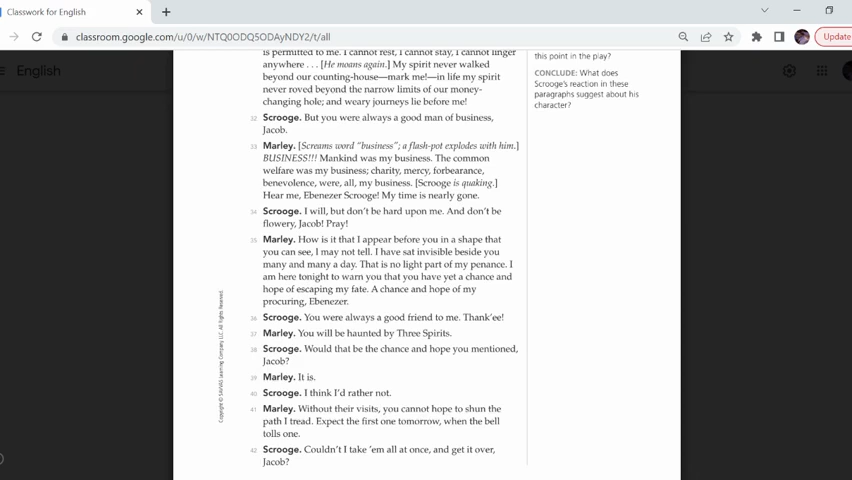 Classwork for English
classroom.google.com/u/0/w/NTQ0ODQ5ODAyNDY2/t/all
Update
English
is permitted to me. I cannot rest, I cannot stay, I cannot linger
anywhere . . . [He moans again.] My spirit never walked
beyond our counting-house—mark me!—in life my spirit
never roved beyond the narrow limits of our money-
changing hole; and weary journeys lie before me!
32 Scrooge. But you were always a good man of business,
Jacob.
33 Marley. [Screams word “business”; a flash-pot explodes with him.]
BUSINESS!!! Mankind was my business. The common
welfare was my business; charity, mercy, forbearance,
benevolence, were, all, my business. [Scrooge is quaking.]
Hear me, Ebenezer Scrooge! My time is nearly gone.
34 Scrooge. I will, but don’t be hard upon me. And don’t be
flowery, Jacob! Pray!
35 Marley. How is it that I appear before you in a shape that
you can see, I may not tell. I have sat invisible beside you
many and many a day. That is no light part of my penance. I
am here tonight to warn you that you have yet a chance and
hope of escaping my fate. A chance and hope of my
procuring, Ebenezer.
36 Scrooge. You were always a good friend to me. Thank’ee!
37 Marley. You will be haunted by Three Spirits.
38 Scrooge. Would that be the chance and hope you mentioned,
Jacob?
39 Marley. It is.
40 Scrooge. I think I’d rather not.
41 Marley. Without their visits, you cannot hope to shun the
path I tread. Expect the first one tomorrow, when the bell
tolls one.
42 Scrooge. Couldn’t I take ’em all at once, and get it over,
Jacob?
this point in the play?
CONCLUDE: What does
Scrooge’s reaction in these
paragraphs suggest about his
character?
Copyright © SAVVAS Learning Company LLC. All Rights Reserved.